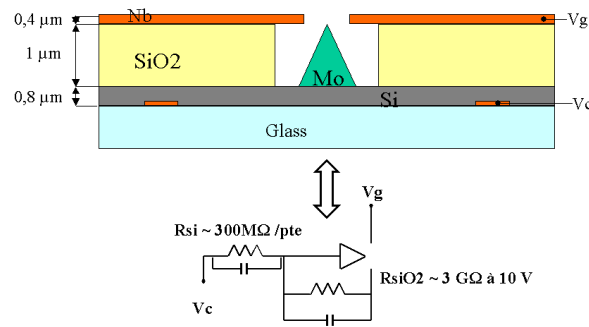 0,4 µm
Nb
Vg
1 µm
SiO2
Mo
0,8 µm
Si
Vc
Glass
Vg
Rsi ~ 300MΩ /pte
RsiO2 ~ 3 GΩ à 10 V
Vc